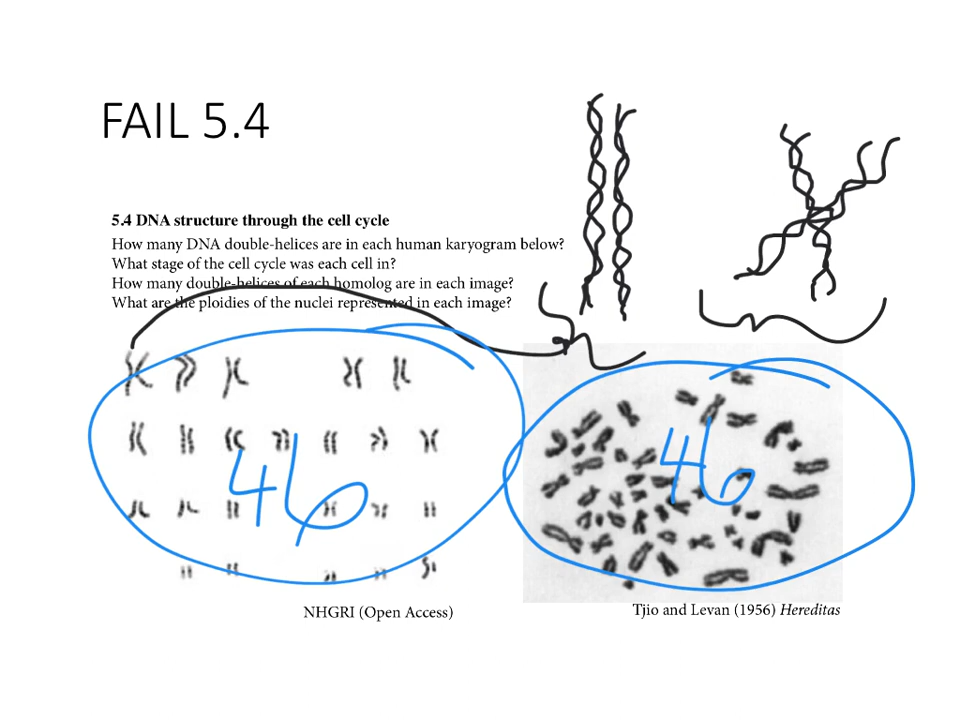 FAIL 5.4
5.4 DNA structure through the cell cycle
How many DNA double-helices are in each human karyogram below?
What stage of the cell cycle was each cell in?
How many double-helices of each homolog are in each image?
What are the ploidies of the nuclei represented in each image?
46
46
NHGRI (Open Access)
Tjio and Levan (1956) Hereditas